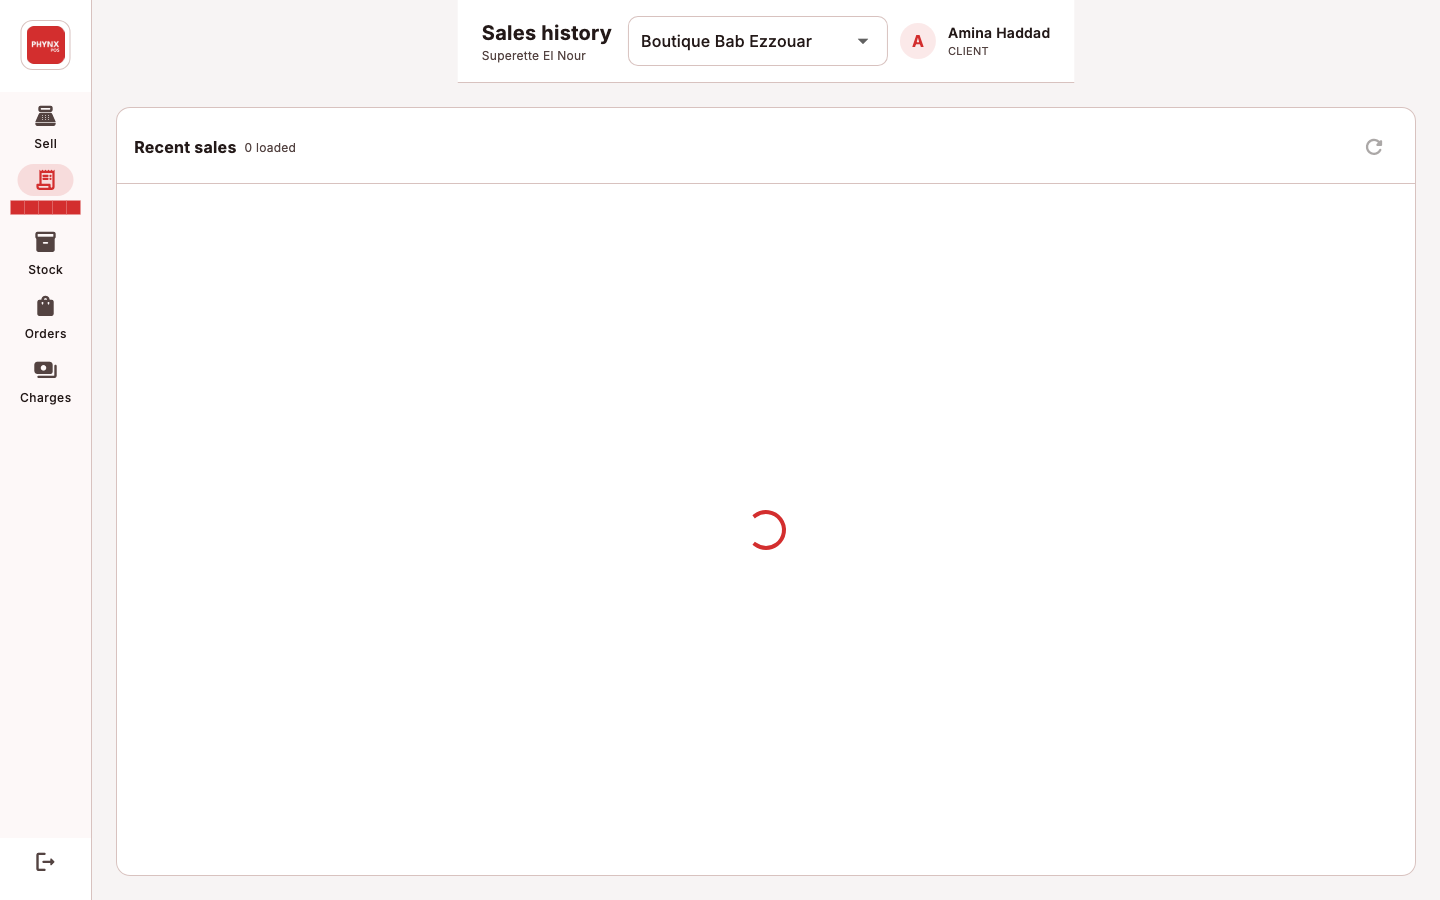 PHYNX
POS
Sales history
Superette El Nour
Boutique Bab Ezzouar
A
Amina Haddad
CLIENT
Sell
Stock
Orders
Charges
Recent sales 0 loaded